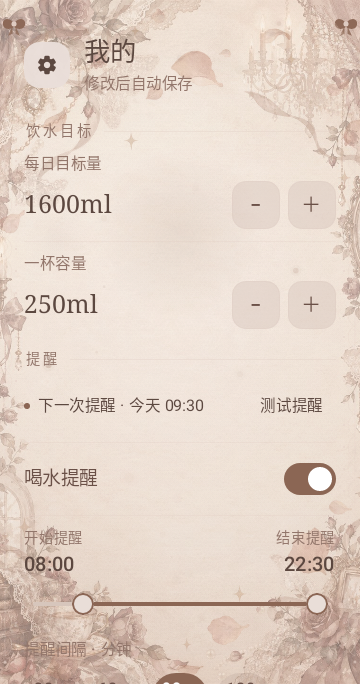 我的
修改后自动保存
饮水目标
每日目标量
1600ml
-
+
一杯容量
250ml
-
+
提醒
下一次提醒 · 今天 09:30
测试提醒
喝水提醒
开始提醒
结束提醒
08:00
22:30
提醒间隔 · 分钟